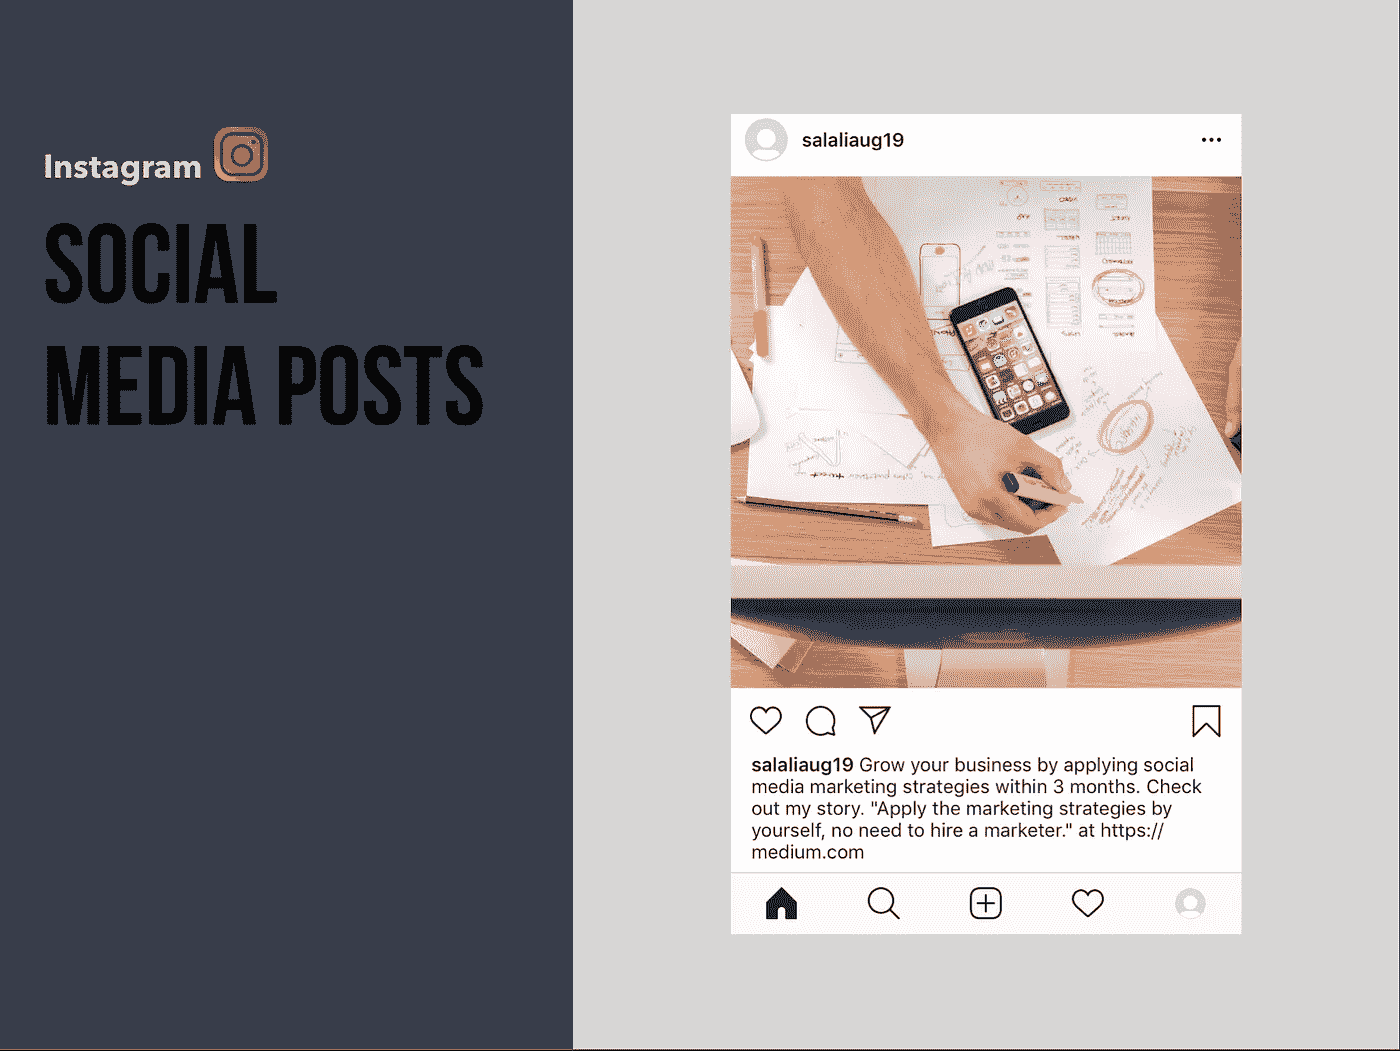 Instagram
SOCIAL
MEDIA POSTS
salaliaug19
salaliaug19 Grow your business by applying social
media marketing strategies within 3 months. Check
out my story. "Apply the marketing strategies by
yourself, no need to hire a marketer." at https://
medium.com